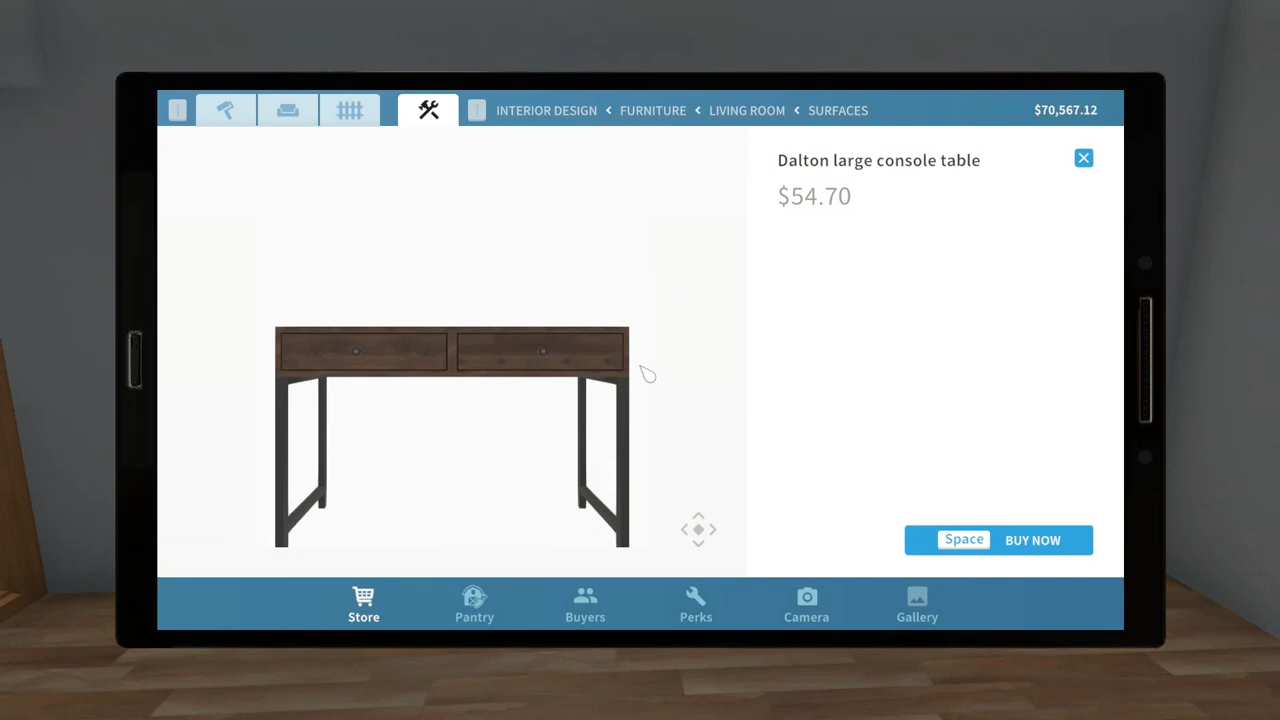 INTERIOR DESIGN < FURNITURE < LIVING ROOM < SURFACES
$70,567.12
Dalton large console table
$54.70
Space BUY NOW
Store Pantry Buyers Perks Camera Gallery